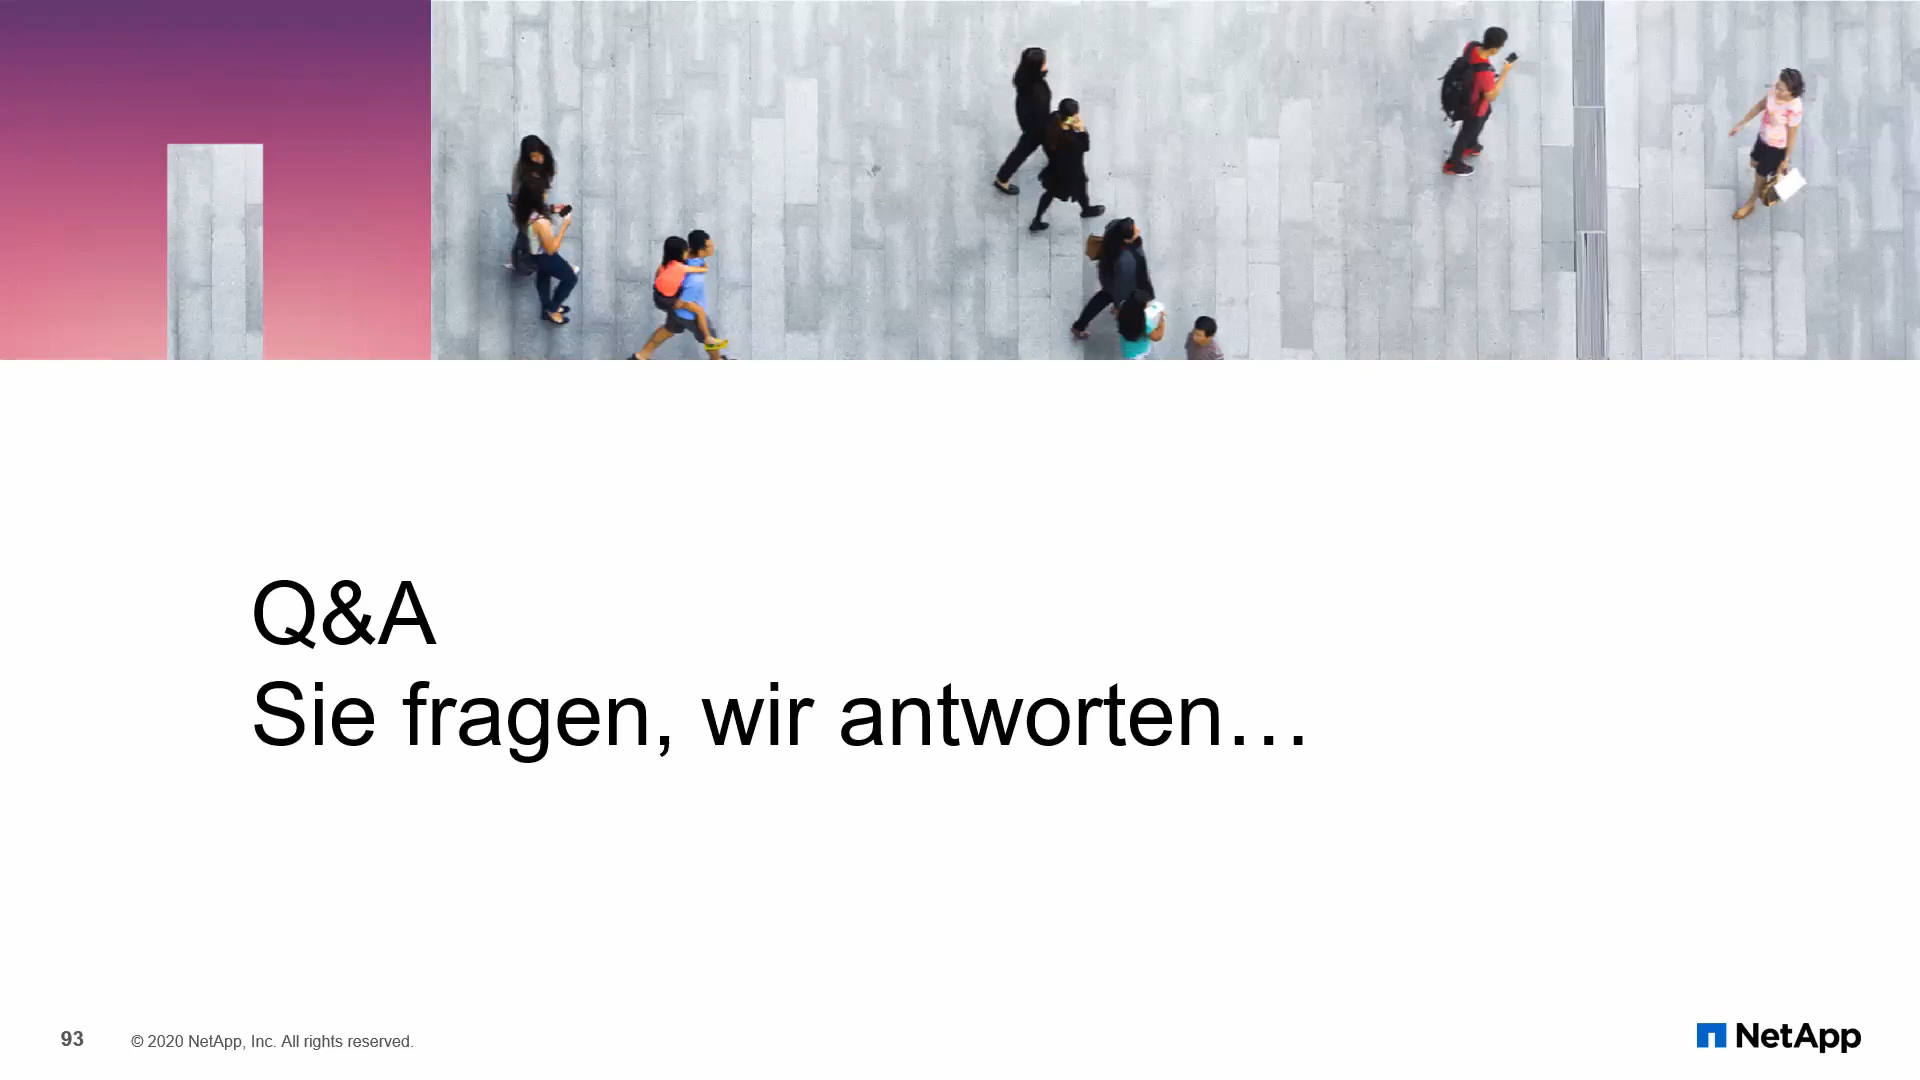 Q&A
Sie fragen, wir antworten…
93 © 2020 NetApp, Inc. All rights reserved.
NetApp